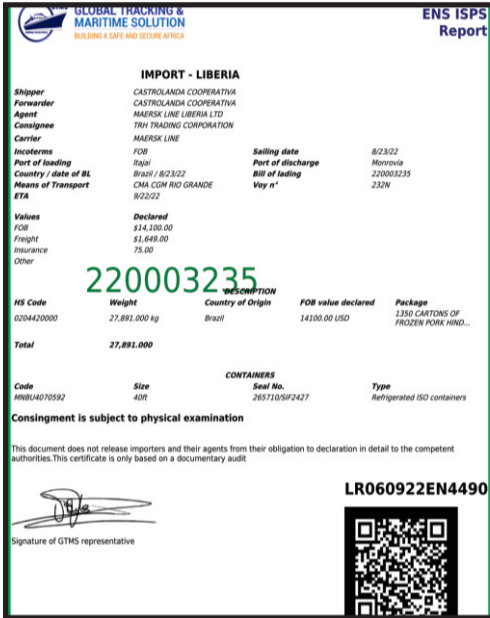 GLOBAL TRACKING &
MARITIME SOLUTION
BUILDING A SAFE AND SECURE AFRICA
ENS ISPS
Report
IMPORT - LIBERIA
Shipper CASTROLANDA COOPERATIVA
Forwarder CASTROLANDA COOPERATIVA
Agent MAERSK LINE LIBERIA LTD
Consignee TRH TRADING CORPORATION
Carrier MAERSK LINE
Incoterms FOB Sailing date 8/23/22
Port of loading Itajai Port of discharge Monrovia
Country / date of BL Brazil / 8/23/22 Bill of lading 220003235
Means of Transport CMA CGM RIO GRANDE Voy n° 232N
ETA 9/22/22
Values Declared
FOB $14,100.00
Freight $1,649.00
Insurance 75.00
Other
220003235
DESCRIPTION
HS Code Weight Country of Origin FOB value declared Package
0204420000 27,891.000 kg Brazil 14100.00 USD 1350 CARTONS OF
FROZEN PORK HIND...
Total 27,891.000
CONTAINERS
Code Size Seal No. Type
MNBU4070592 40ft 265710/SIF2427 Refrigerated ISO containers
Consingment is subject to physical examination
This document does not release importers and their agents from their obligation to declaration in detail to the competent
authorities.This certificate is only based on a documentary audit
LR060922EN4490
Signature of GTMS representative